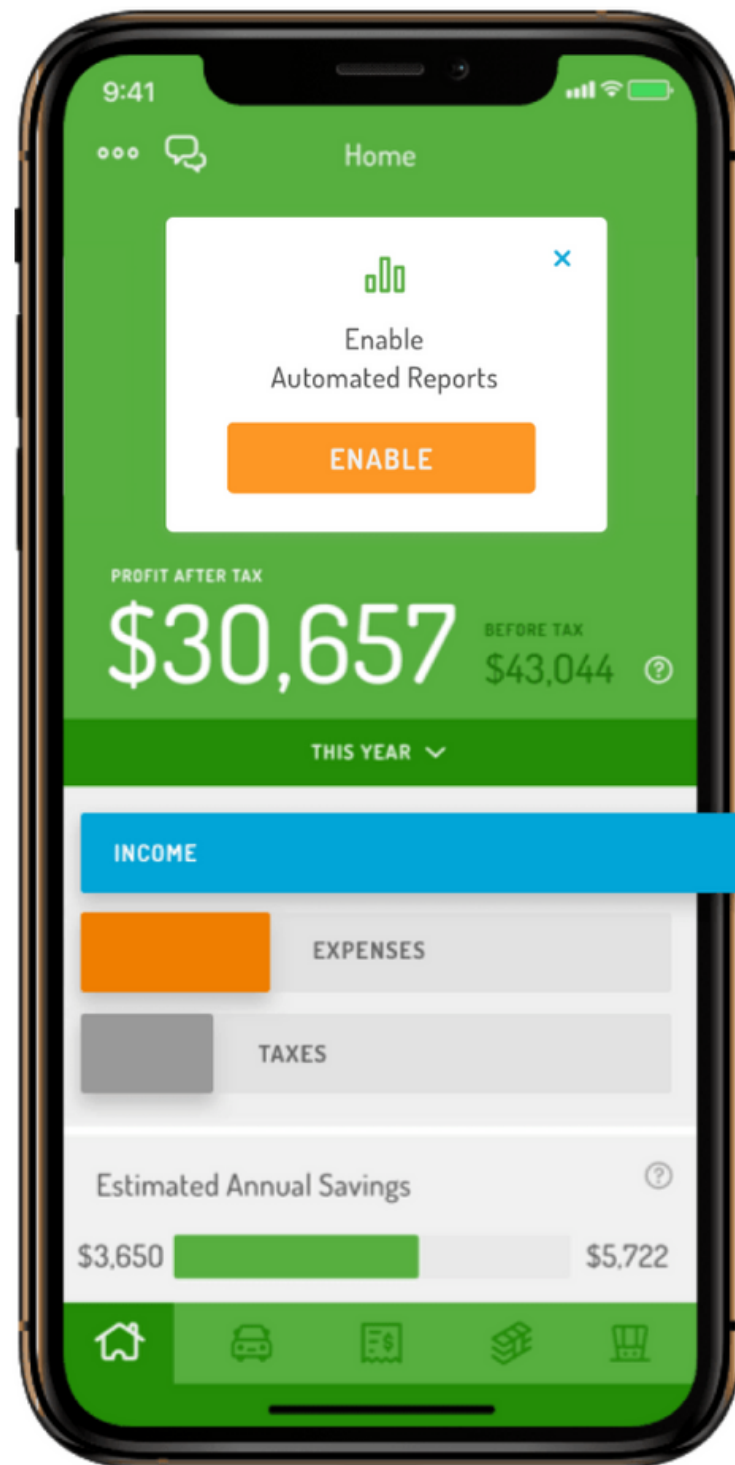 9:41
Home
Enable
Automated Reports
ENABLE
PROFIT AFTER TAX
$30,657
BEFORE TAX
$43,044
?
THIS YEAR
INCOME
EXPENSES
TAXES
Estimated Annual Savings
?
$3,650
$5,722
$